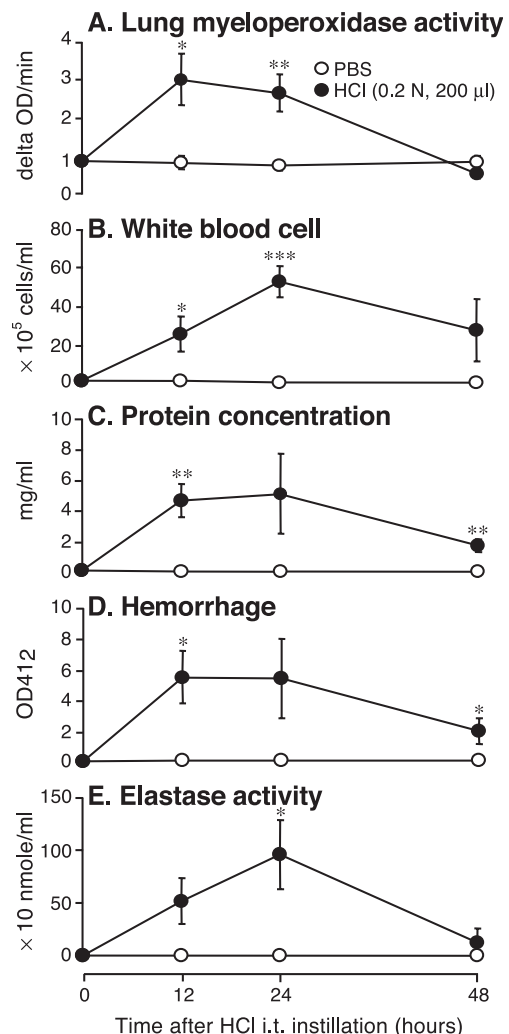 A. Lung myeloperoxidase activity
4
3
2
1
0
delta OD/min
*
**
PBS
HCl (0.2 N, 200 μl)
B. White blood cell
80
60
40
20
0
× 10⁵ cells/ml
*
***
C. Protein concentration
10
8
6
4
2
0
mg/ml
**
**
D. Hemorrhage
10
8
6
4
2
0
OD412
*
*
E. Elastase activity
150
100
50
0
× 10 nmole/ml
*
0 12 24 48
Time after HCl i.t. instillation (hours)